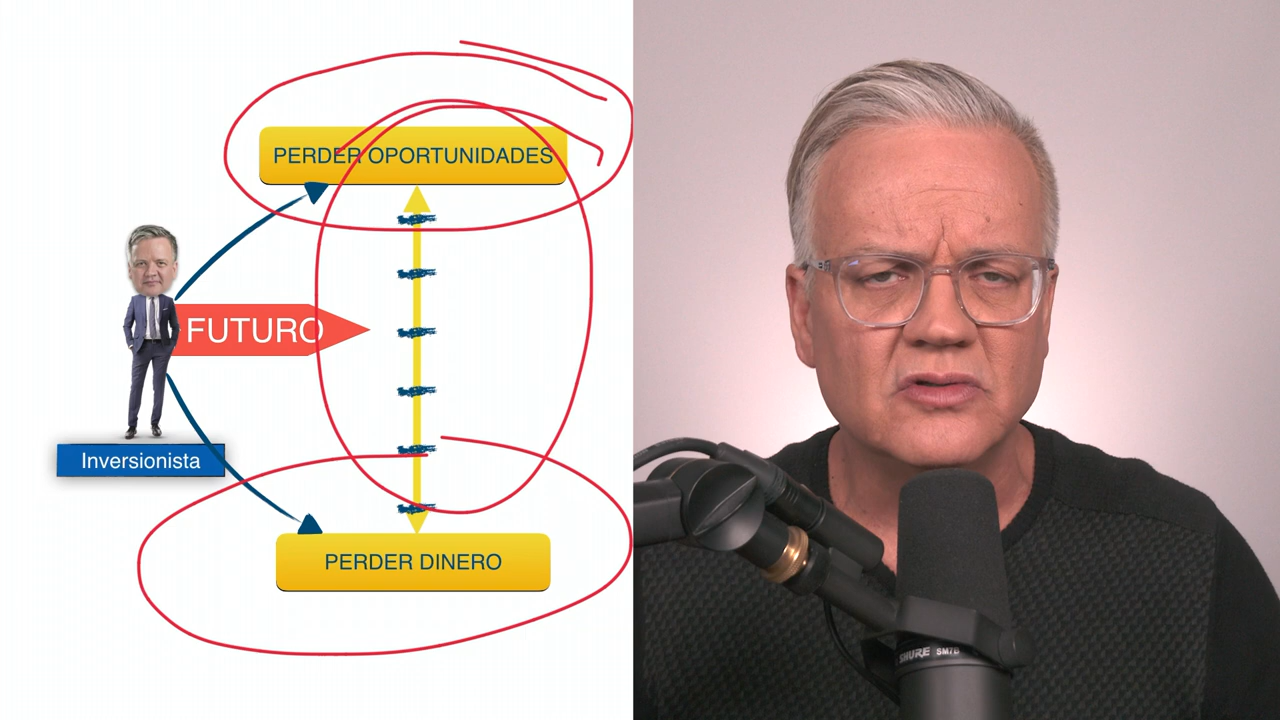 PERDER OPORTUNIDADES
FUTURO
Inversionista
PERDER DINERO
SHURE SM7B